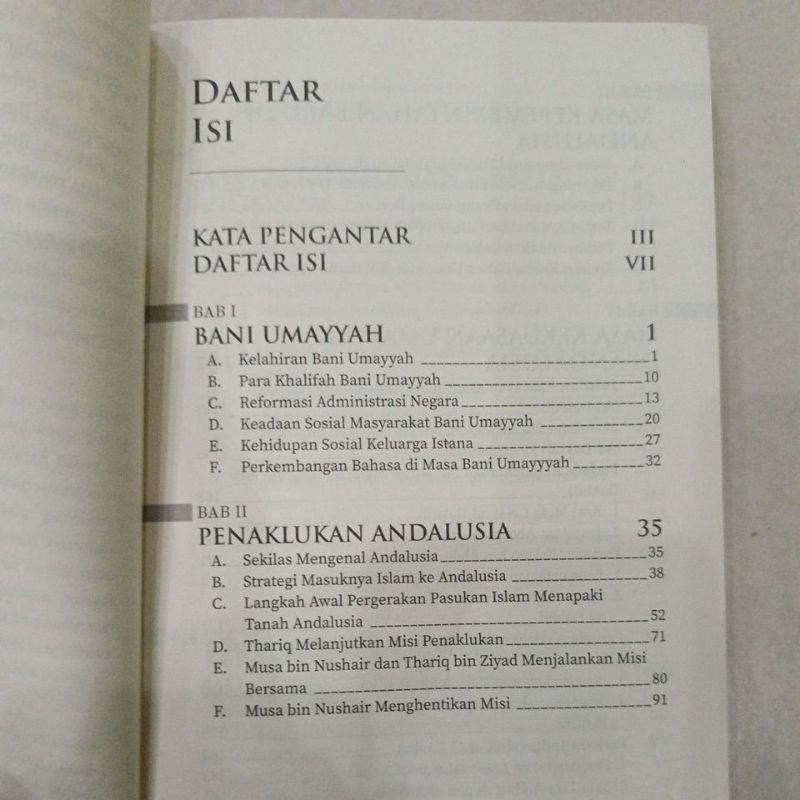 DAFTAR
ISI
KATA PENGANTAR III
DAFTAR ISI VII
BAB I
BANI UMAYYAH 1
A. Kelahiran Bani Umayyah 1
B. Para Khalifah Bani Umayyah 10
C. Reformasi Administrasi Negara 13
D. Keadaan Sosial Masyarakat Bani Umayyah 20
E. Kehidupan Sosial Keluarga Istana 27
F. Perkembangan Bahasa di Masa Bani Umayyyah 32
BAB II
PENAKLUKAN ANDALUSIA 35
A. Sekilas Mengenal Andalusia 35
B. Strategi Masuknya Islam ke Andalusia 38
C. Langkah Awal Pergerakan Pasukan Islam Menapaki
Tanah Andalusia 52
D. Thariq Melanjutkan Misi Penaklukan 71
E. Musa bin Nushair dan Thariq bin Ziyad Menjalankan Misi
Bersama 80
F. Musa bin Nushair Menghentikan Misi 91